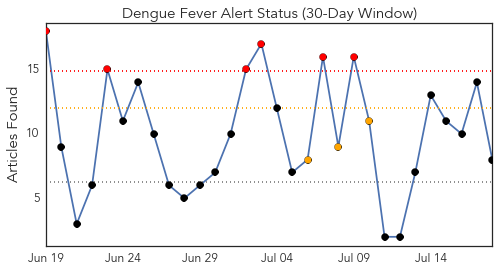 Dengue Fever Alert Status (30-Day Window)
Articles Found
15
10
5
Jun 19 Jun 24 Jun 29 Jul 04 Jul 09 Jul 14